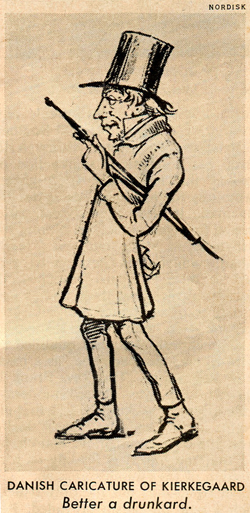 NORDISK
DANISH CARICATURE OF KIERKEGAARD
Better a drunkard.